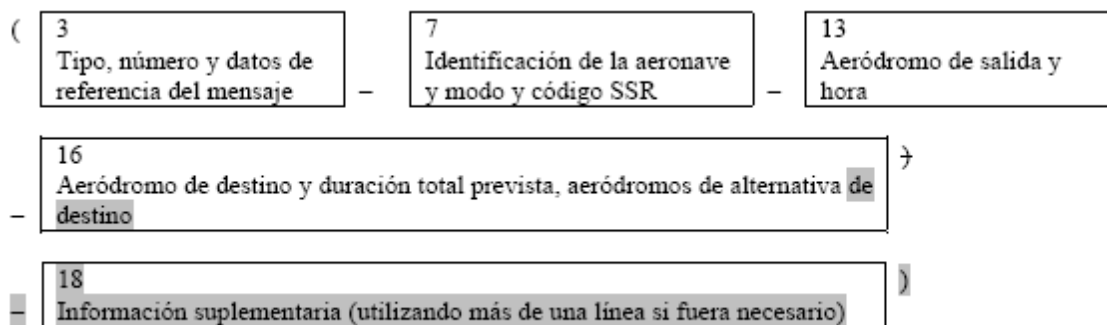 ( 3 7 13
Tipo, número y datos de Identificación de la aeronave Aeródromo de salida y
referencia del mensaje – y modo y código SSR – hora
16 )
Aeródromo de destino y duración total prevista, aeródromos de alternativa de
– destino
18 )
– Información suplementaria (utilizando más de una línea si fuera necesario)